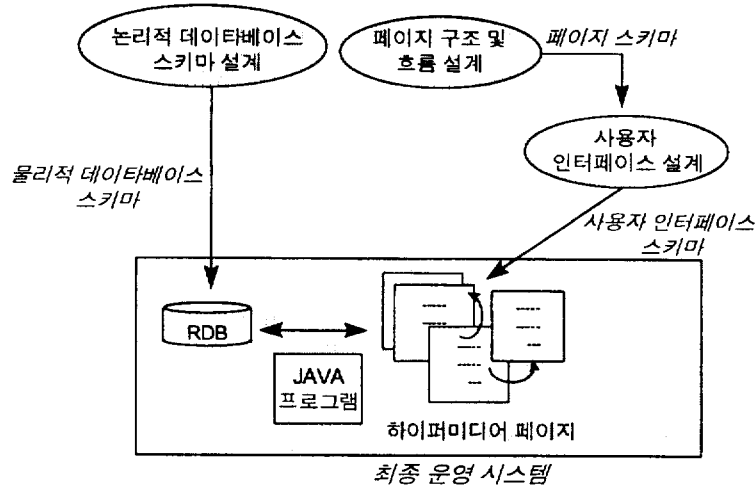 논리적 데이타베이스
스키마 설계
페이지 구조 및
흐름 설계
페이지 스키마
사용자
인터페이스 설계
물리적 데이타베이스
스키마
사용자 인터페이스
스키마
RDB
JAVA
프로그램
하이퍼미디어 페이지
최종 운영 시스템